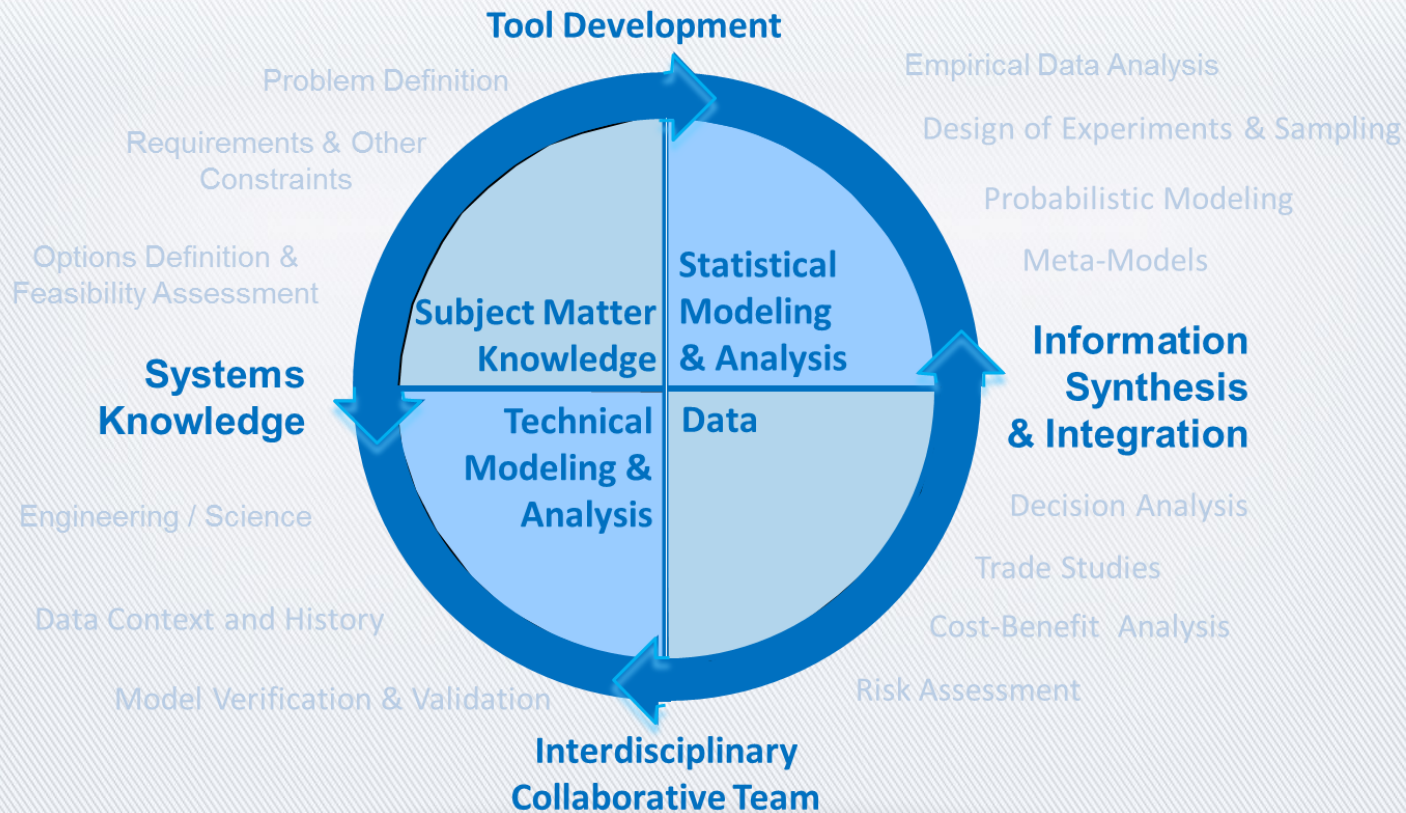 Tool Development
Problem Definition
Requirements & Other
Constraints
Options Definition &
Feasibility Assessment
Systems
Knowledge
Engineering / Science
Data Context and History
Model Verification & Validation
Subject Matter
Knowledge
Statistical
Modeling
& Analysis
Technical
Modeling &
Analysis
Data
Empirical Data Analysis
Design of Experiments & Sampling
Probabilistic Modeling
Meta-Models
Information
Synthesis
& Integration
Decision Analysis
Trade Studies
Cost-Benefit Analysis
Risk Assessment
Interdisciplinary
Collaborative Team